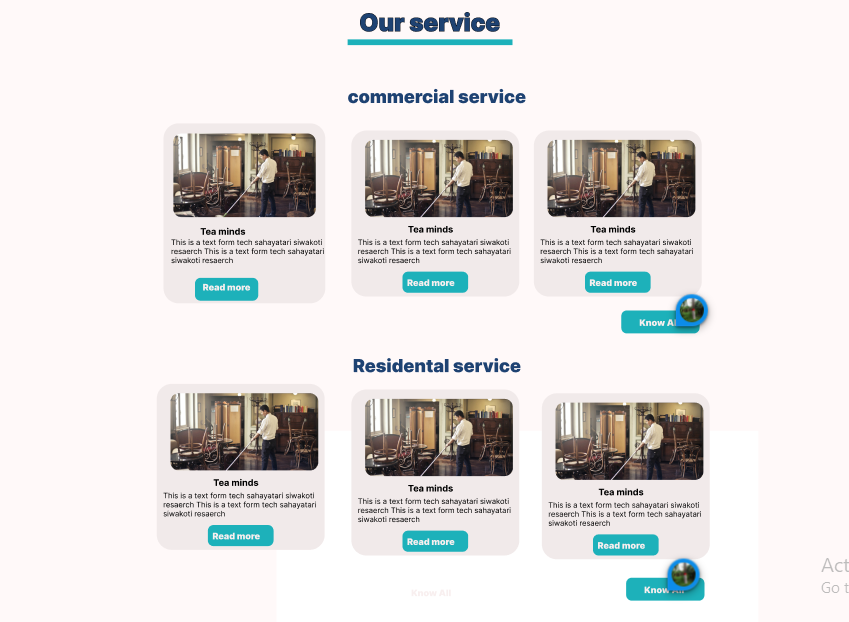 Our service
commercial service
Tea minds
This is a text form tech sahayatari siwakoti
resaerch This is a text form tech sahayatari
siwakoti resaerch
Read more
Tea minds
This is a text form tech sahayatari siwakoti
resaerch This is a text form tech sahayatari
siwakoti resaerch
Read more
Tea minds
This is a text form tech sahayatari siwakoti
resaerch This is a text form tech sahayatari
siwakoti resaerch
Read more
Know Al
Residental service
Tea minds
This is a text form tech sahayatari siwakoti
resaerch This is a text form tech sahayatari
siwakoti resaerch
Read more
Tea minds
This is a text form tech sahayatari siwakoti
resaerch This is a text form tech sahayatari
siwakoti resaerch
Read more
Tea minds
This is a text form tech sahayatari siwakoti
resaerch This is a text form tech sahayatari
siwakoti resaerch
Read more
Know All
Know All
Act
Go t